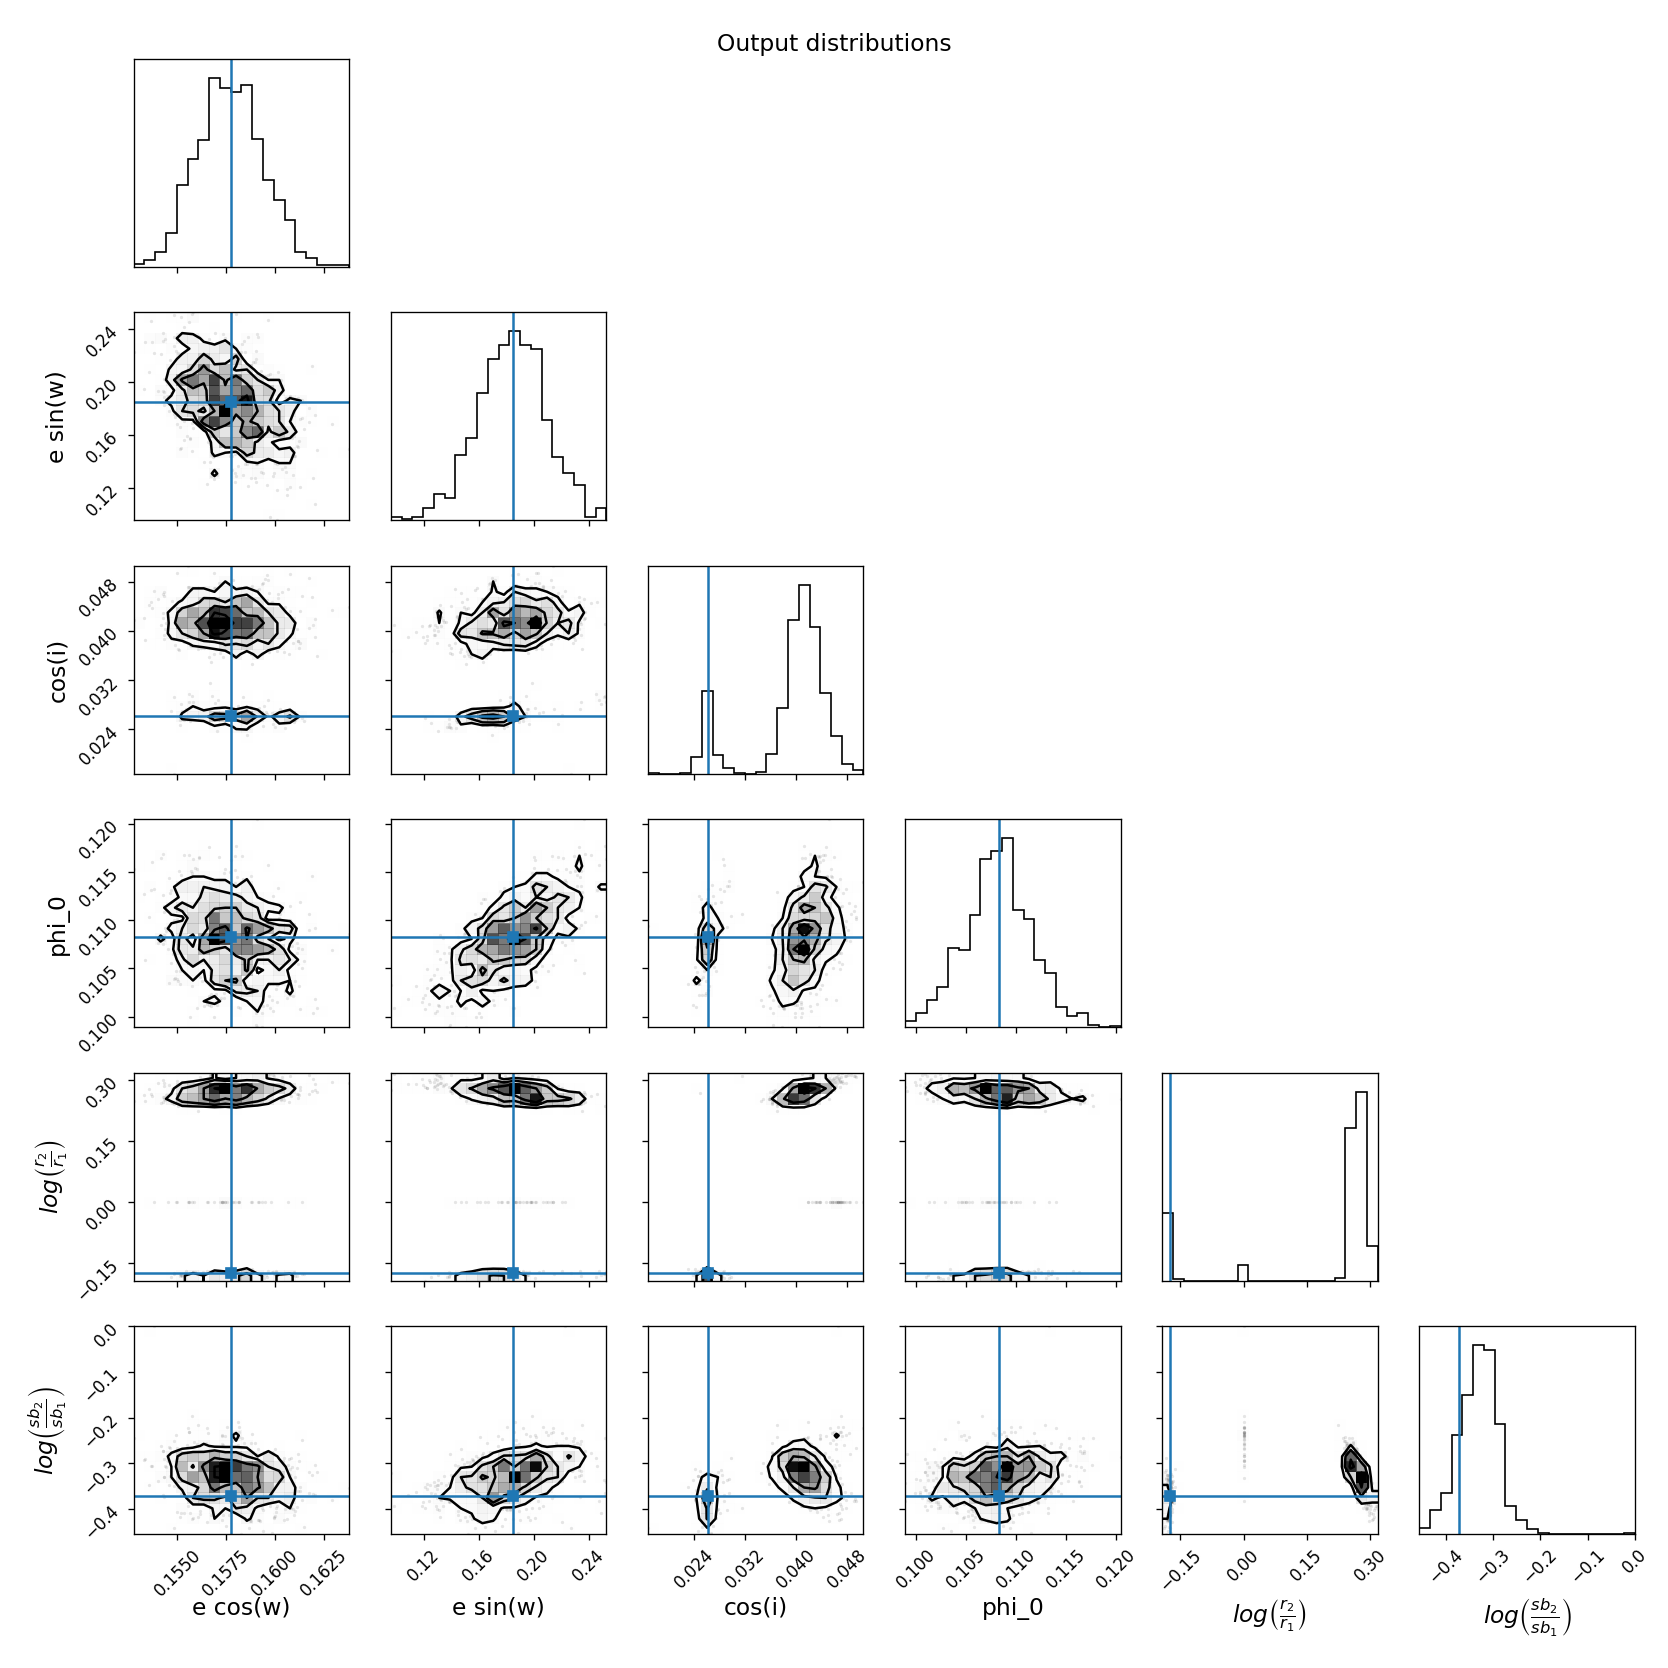 Output distributions
e sin(w)
0.24
0.20
0.16
0.12
cos(i)
0.048
0.040
0.032
0.024
phi_0
0.120
0.115
0.110
0.105
0.100
log(r₂/r₁)
0.30
0.15
0.00
−0.15
log(sb₂/sb₁)
0.0
−0.1
−0.2
−0.3
−0.4
0.1550 0.1575 0.1600 0.1625
0.12 0.16 0.20 0.24
0.024 0.032 0.040 0.048
0.100 0.105 0.110 0.115 0.120
−0.15 0.00 0.15 0.30
−0.4 −0.3 −0.2 −0.1 0.0
e cos(w) e sin(w) cos(i) phi_0 log(r₂/r₁) log(sb₂/sb₁)